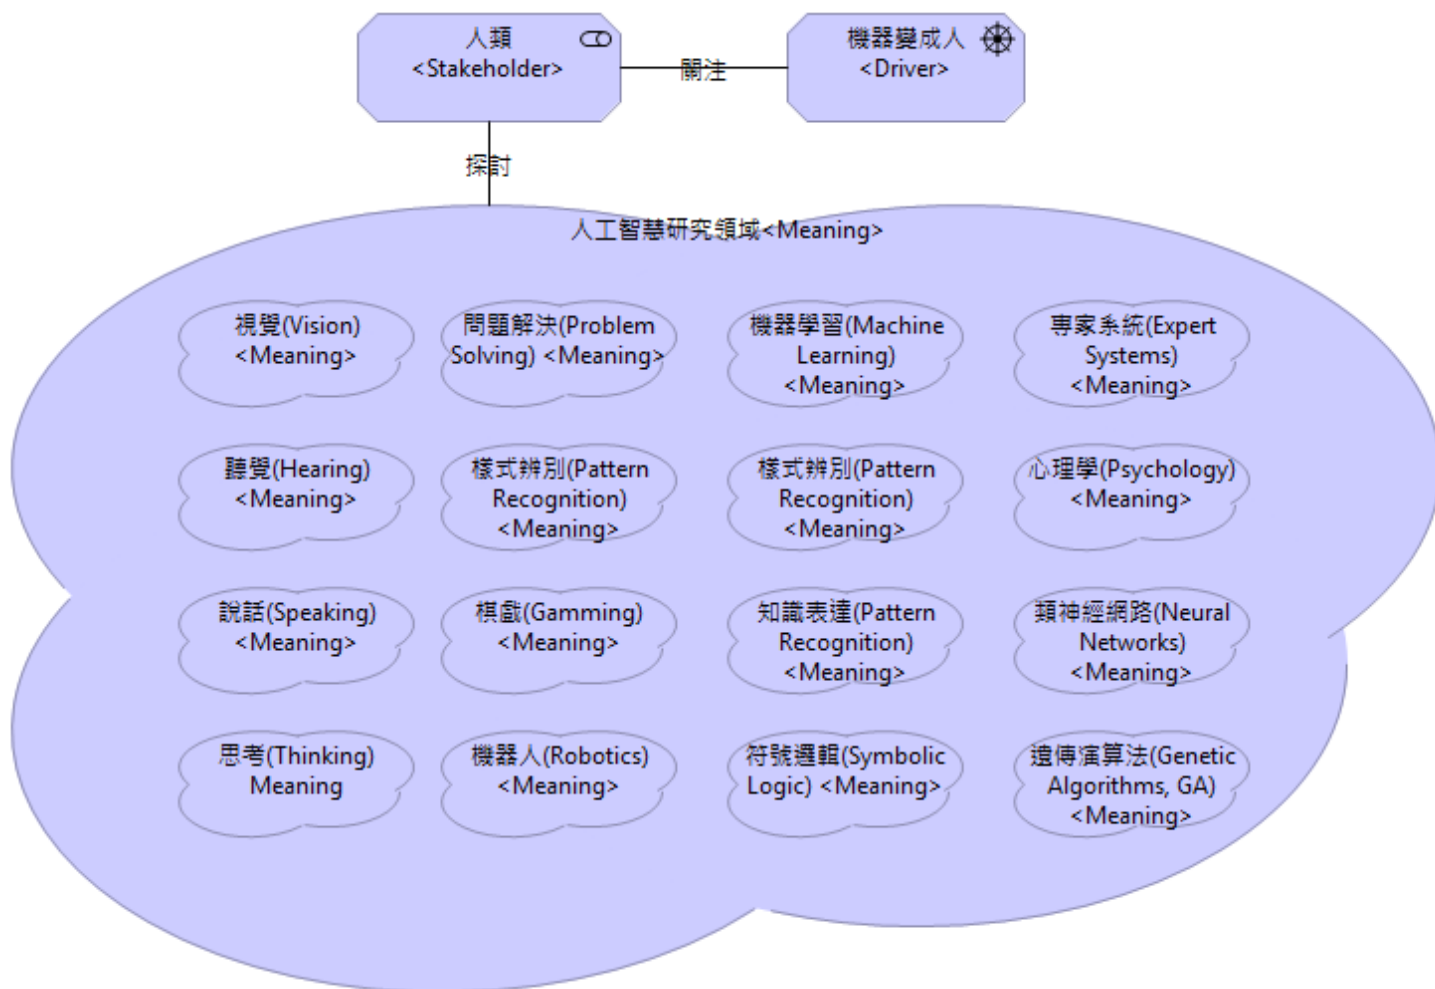 人類
<Stakeholder>
關注
機器變成人
<Driver>
探討
人工智慧研究領域<Meaning>
視覺(Vision)
<Meaning>
問題解決(Problem
Solving) <Meaning>
機器學習(Machine
Learning)
<Meaning>
專家系統(Expert
Systems)
<Meaning>
聽覺(Hearing)
<Meaning>
樣式辨別(Pattern
Recognition)
<Meaning>
樣式辨別(Pattern
Recognition)
<Meaning>
心理學(Psychology)
<Meaning>
說話(Speaking)
<Meaning>
棋戲(Gamming)
<Meaning>
知識表達(Pattern
Recognition)
<Meaning>
類神經網路(Neural
Networks)
<Meaning>
思考(Thinking)
Meaning
機器人(Robotics)
<Meaning>
符號邏輯(Symbolic
Logic) <Meaning>
遺傳演算法(Genetic
Algorithms, GA)
<Meaning>